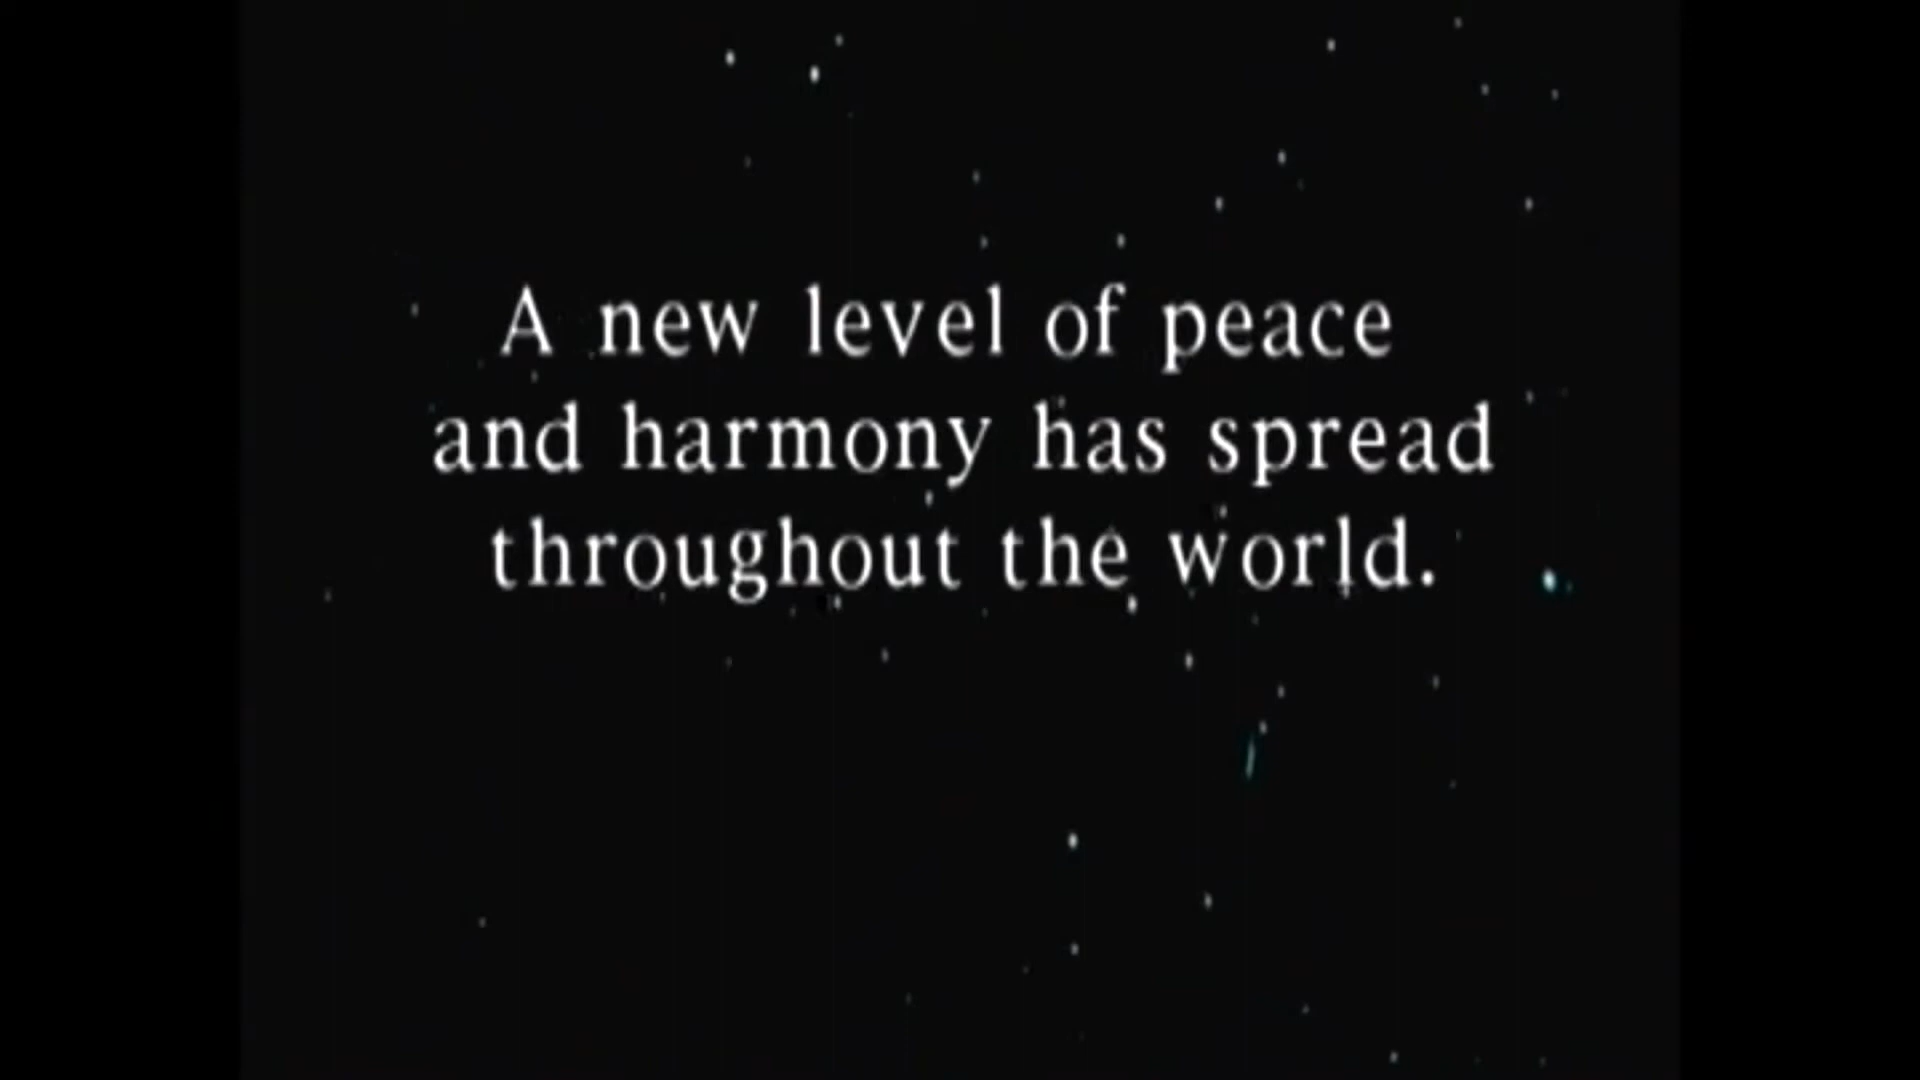 A new level of peace
and harmony has spread
throughout the world.